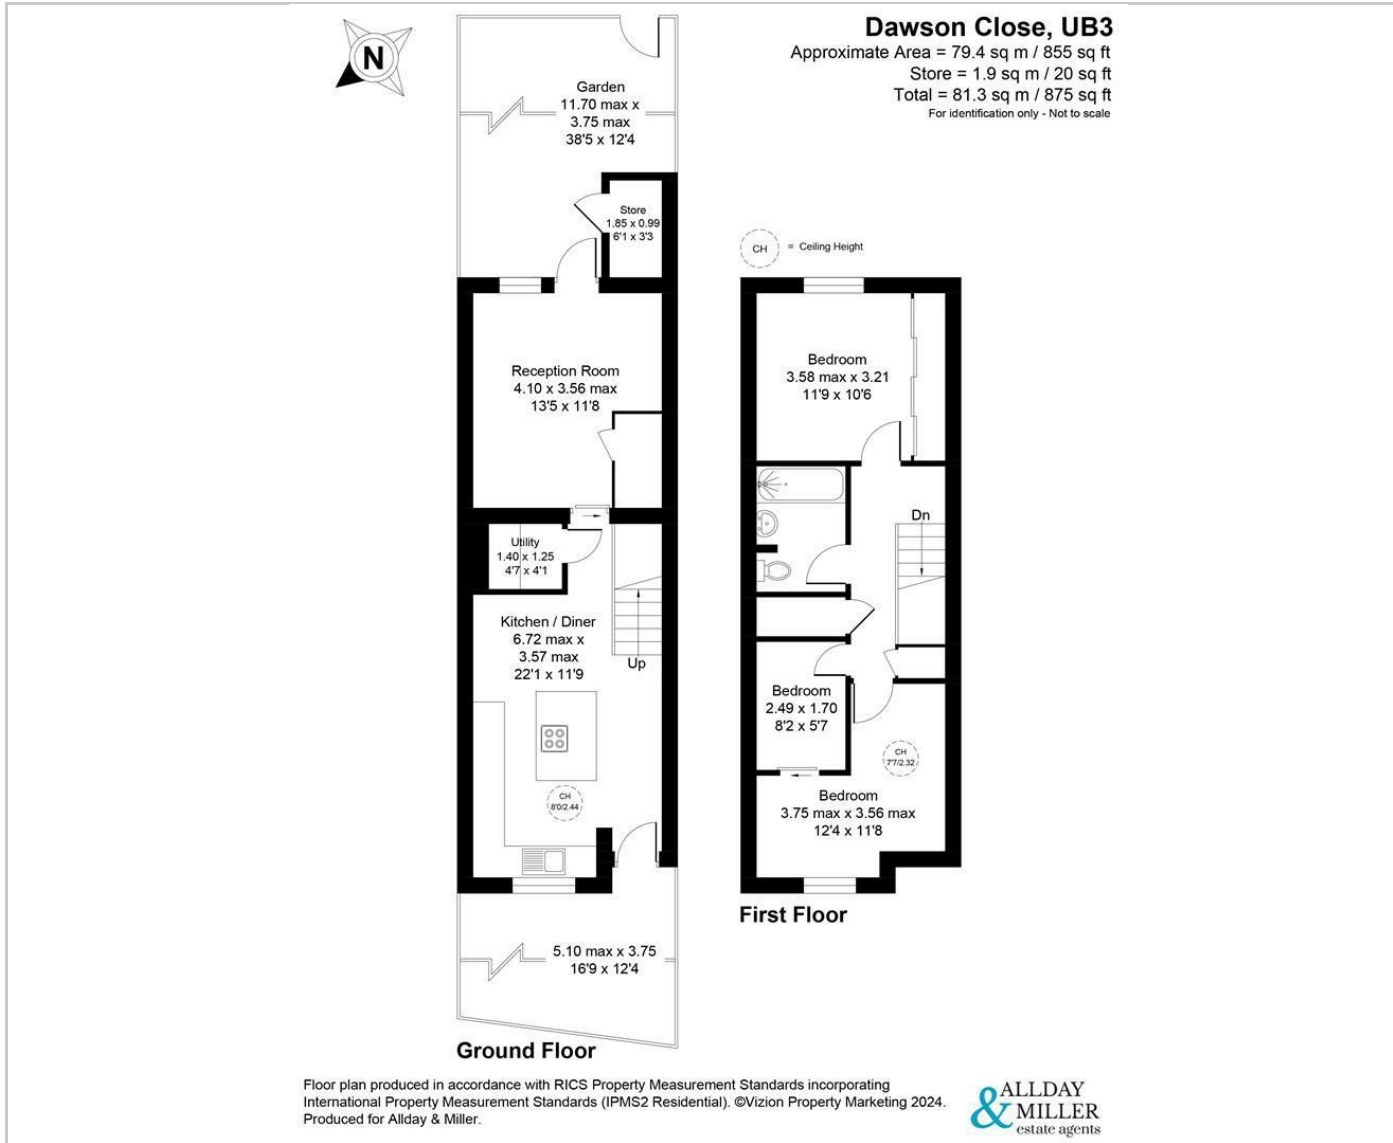 Dawson Close, UB3
Approximate Area = 79.4 sq m / 855 sq ft
Store = 1.9 sq m / 20 sq ft
Total = 81.3 sq m / 875 sq ft
For identification only - Not to scale
N
Garden
11.70 max x
3.75 max
38'5 x 12'4
Store
1.85 x 0.99
6'1 x 3'3
Reception Room
4.10 x 3.56 max
13'5 x 11'8
Utility
1.40 x 1.25
4'7 x 4'1
Kitchen / Diner
6.72 max x
3.57 max
22'1 x 11'9
Up
CH
8'0/2.44
5.10 max x 3.75
16'9 x 12'4
Ground Floor
CH = Ceiling Height
Bedroom
3.58 max x 3.21
11'9 x 10'6
Dn
Bedroom
2.49 x 1.70
8'2 x 5'7
CH
7'7/2.32
Bedroom
3.75 max x 3.56 max
12'4 x 11'8
First Floor
Floor plan produced in accordance with RICS Property Measurement Standards incorporating
International Property Measurement Standards (IPMS2 Residential). ©Vizion Property Marketing 2024.
Produced for Allday & Miller.
ALLDAY
& MILLER
estate agents